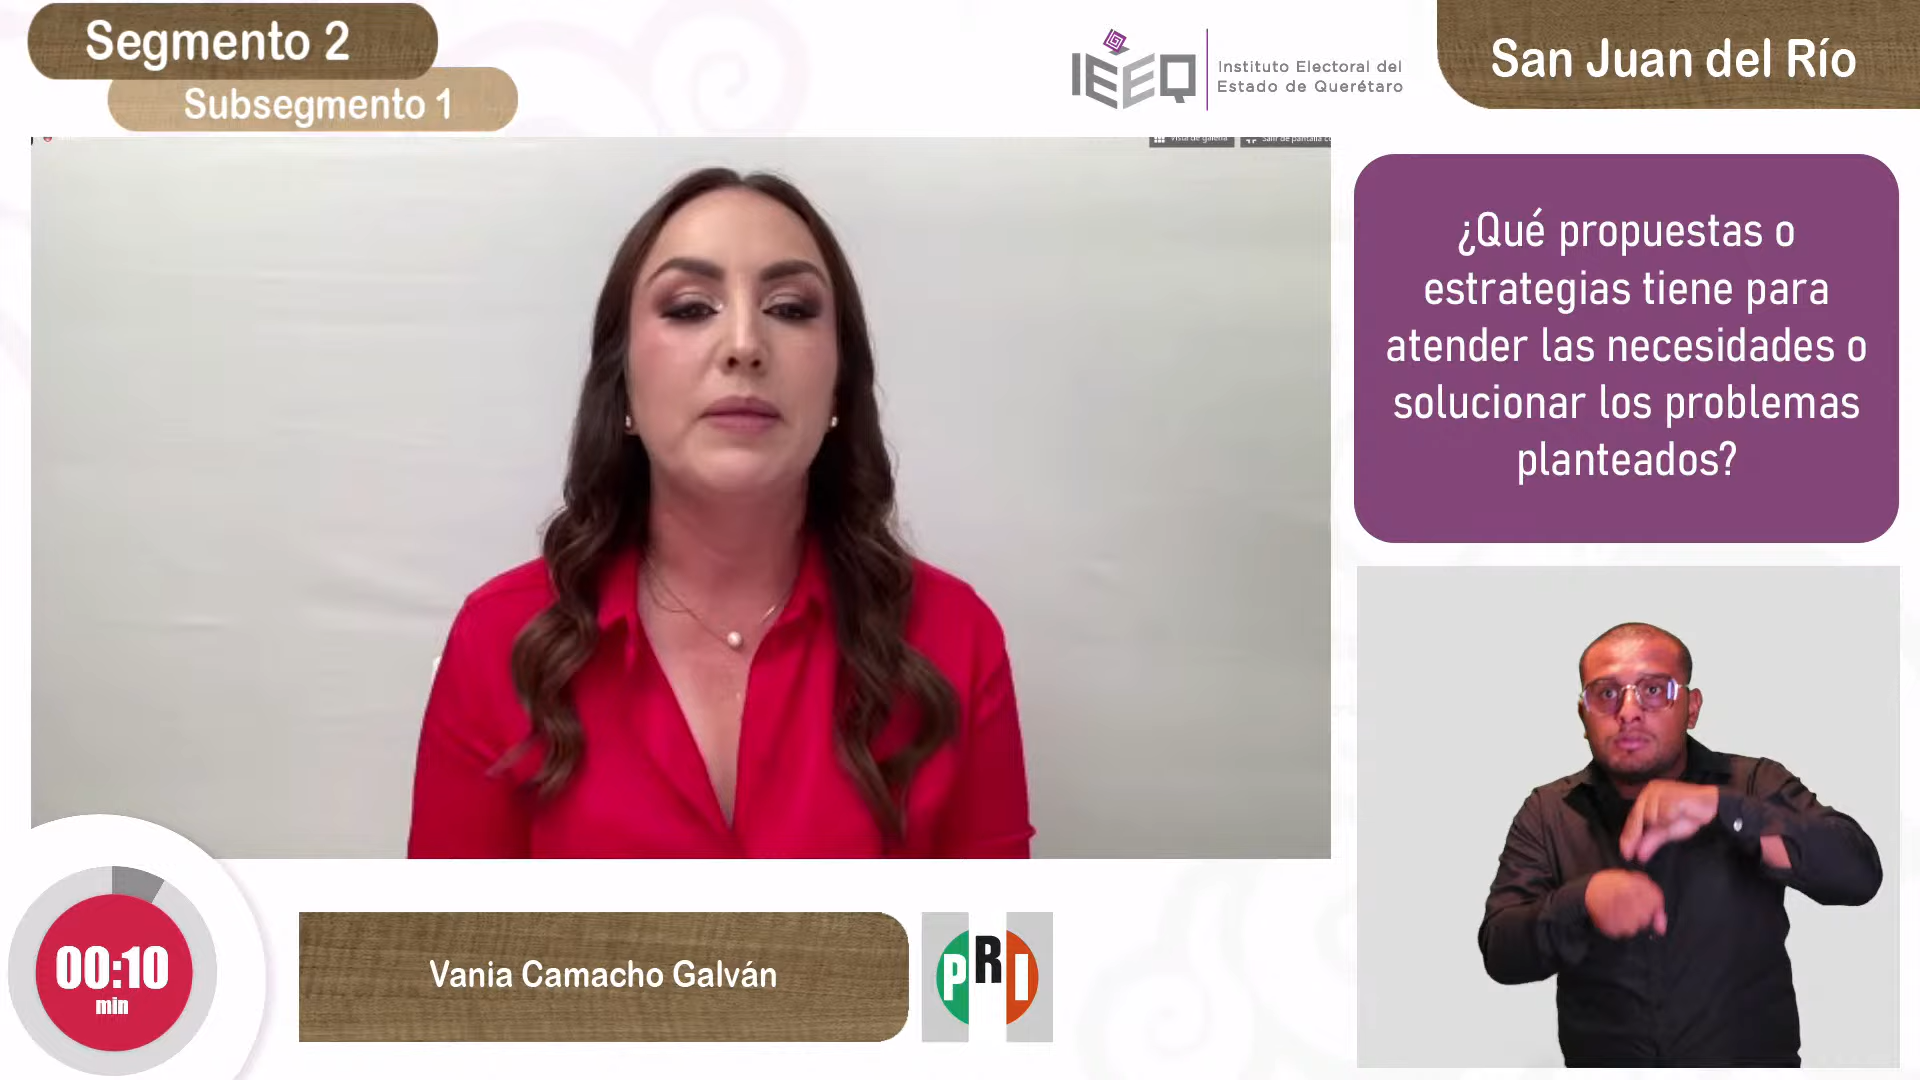 Segmento 2
Subsegmento 1
IEEQ
Instituto Electoral del
Estado de Querétaro
San Juan del Río
¿Qué propuestas o
estrategias tiene para
atender las necesidades o
solucionar los problemas
planteados?
00:10
min
Vania Camacho Galván
PRI